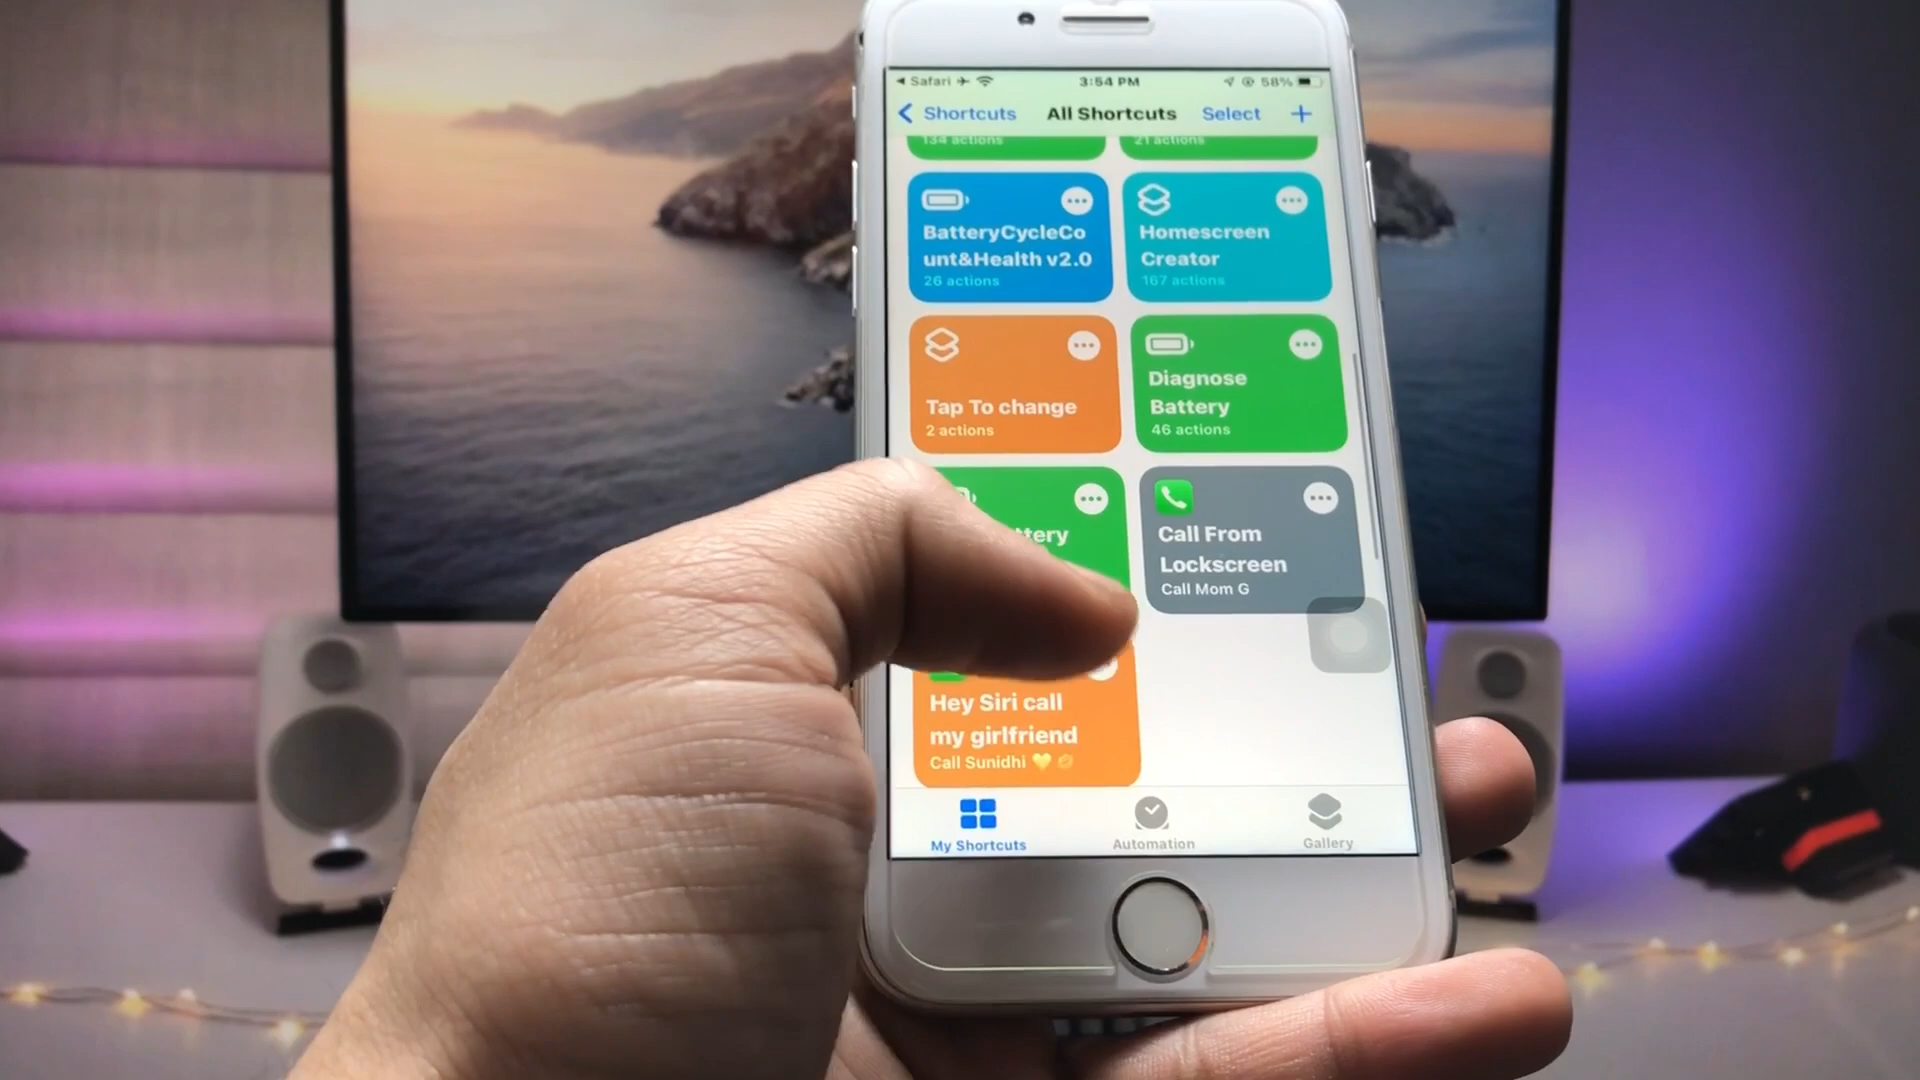 Safari
3:54 PM
58%
Shortcuts
All Shortcuts
Select
134 actions
21 actions
BatteryCycleCo
unt&Health v2.0
26 actions
Homescreen
Creator
167 actions
Tap To change
2 actions
Diagnose
Battery
46 actions
ttery
Call From
Lockscreen
Call Mom G
Hey Siri call
my girlfriend
Call Sunidhi 💛
My Shortcuts
Automation
Gallery